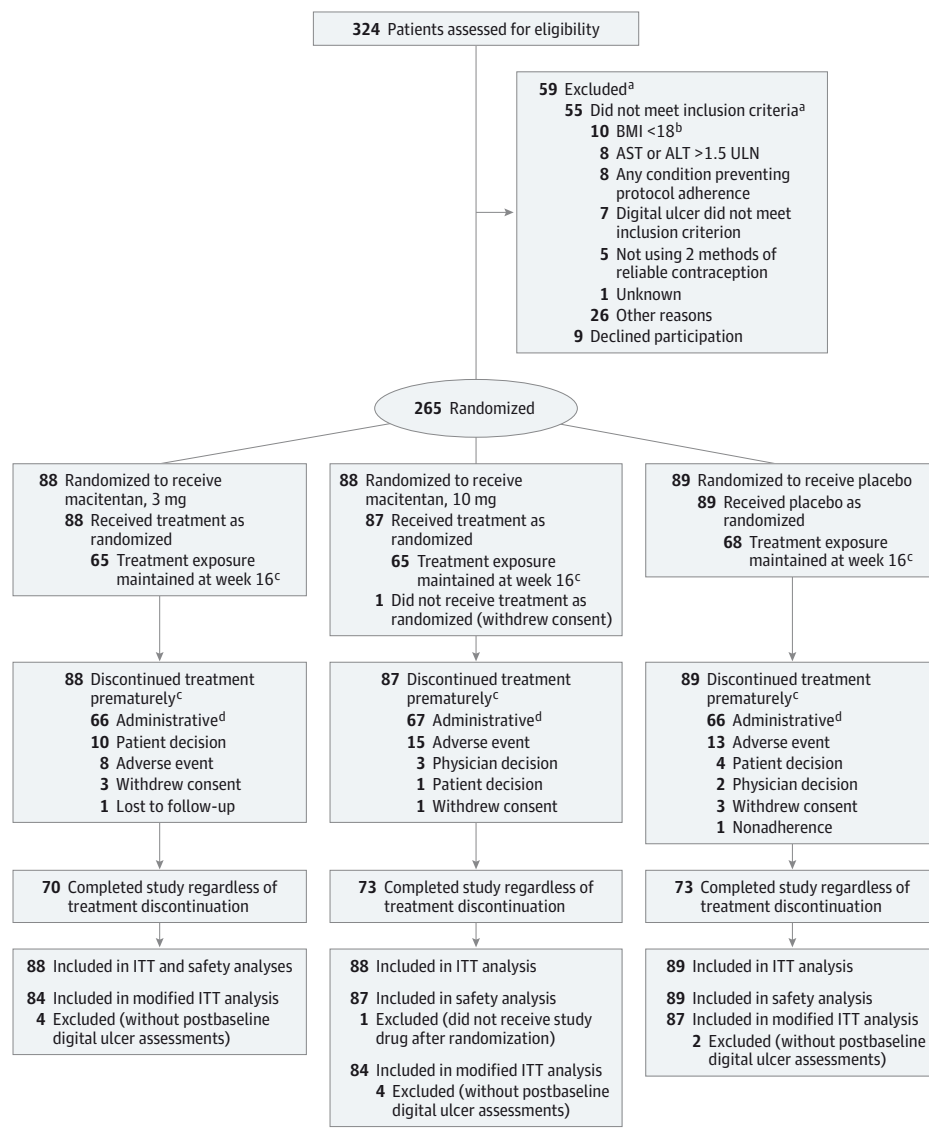 324 Patients assessed for eligibility
59 Excludedᵃ
55 Did not meet inclusion criteriaᵃ
10 BMI <18ᵇ
8 AST or ALT >1.5 ULN
8 Any condition preventing
protocol adherence
7 Digital ulcer did not meet
inclusion criterion
5 Not using 2 methods of
reliable contraception
1 Unknown
26 Other reasons
9 Declined participation
265 Randomized
88 Randomized to receive
macitentan, 3 mg
88 Received treatment as
randomized
65 Treatment exposure
maintained at week 16ᶜ
88 Randomized to receive
macitentan, 10 mg
87 Received treatment as
randomized
65 Treatment exposure
maintained at week 16ᶜ
1 Did not receive treatment as
randomized (withdrew consent)
89 Randomized to receive placebo
89 Received placebo as
randomized
68 Treatment exposure
maintained at week 16ᶜ
88 Discontinued treatment
prematurelyᶜ
66 Administrativeᵈ
10 Patient decision
8 Adverse event
3 Withdrew consent
1 Lost to follow-up
87 Discontinued treatment
prematurelyᶜ
67 Administrativeᵈ
15 Adverse event
3 Physician decision
1 Patient decision
1 Withdrew consent
89 Discontinued treatment
prematurelyᶜ
66 Administrativeᵈ
13 Adverse event
4 Patient decision
2 Physician decision
3 Withdrew consent
1 Nonadherence
70 Completed study regardless of
treatment discontinuation
73 Completed study regardless of
treatment discontinuation
73 Completed study regardless of
treatment discontinuation
88 Included in ITT and safety analyses
84 Included in modified ITT analysis
4 Excluded (without postbaseline
digital ulcer assessments)
88 Included in ITT analysis
87 Included in safety analysis
1 Excluded (did not receive study
drug after randomization)
84 Included in modified ITT analysis
4 Excluded (without postbaseline
digital ulcer assessments)
89 Included in ITT analysis
89 Included in safety analysis
87 Included in modified ITT analysis
2 Excluded (without postbaseline
digital ulcer assessments)